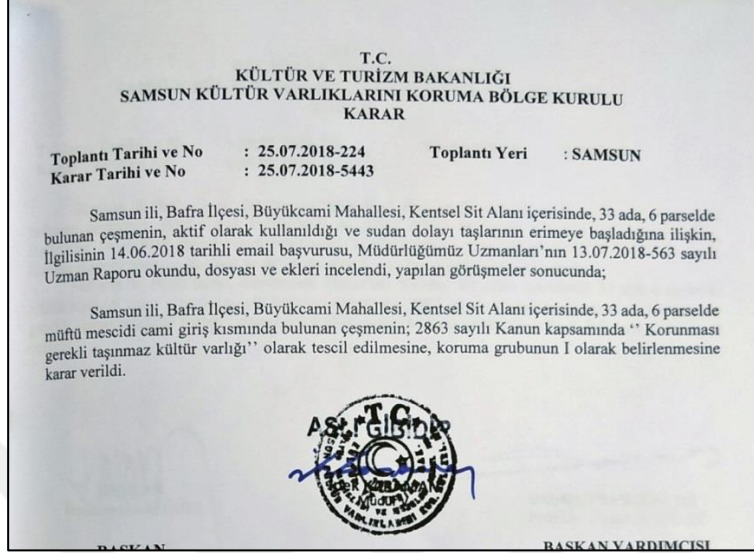 T.C.
KÜLTÜR VE TURİZM BAKANLIĞI
SAMSUN KÜLTÜR VARLIKLARINI KORUMA BÖLGE KURULU
KARAR
Toplantı Tarihi ve No : 25.07.2018-224 Toplantı Yeri : SAMSUN
Karar Tarihi ve No : 25.07.2018-5443
Samsun ili, Bafra İlçesi, Büyükcami Mahallesi, Kentsel Sit Alanı içerisinde, 33 ada, 6 parselde
bulunan çeşmenin, aktif olarak kullanıldığı ve sudan dolayı taşlarının erimeye başladığına ilişkin,
İlgilisinin 14.06.2018 tarihli email başvurusu, Müdürlüğümüz Uzmanları’nın 13.07.2018-563 sayılı
Uzman Raporu okundu, dosyası ve ekleri incelendi, yapılan görüşmeler sonucunda;
Samsun ili, Bafra İlçesi, Büyükcami Mahallesi, Kentsel Sit Alanı içerisinde, 33 ada, 6 parselde
müftü mescidi cami giriş kısmında bulunan çeşmenin; 2863 sayılı Kanun kapsamında ‘’ Korunması
gerekli taşınmaz kültür varlığı’’ olarak tescil edilmesine, koruma grubunun I olarak belirlenmesine
karar verildi.
ASLI GİBİDİR
T.C.
BAŞKAN BAŞKAN YARDIMCISI